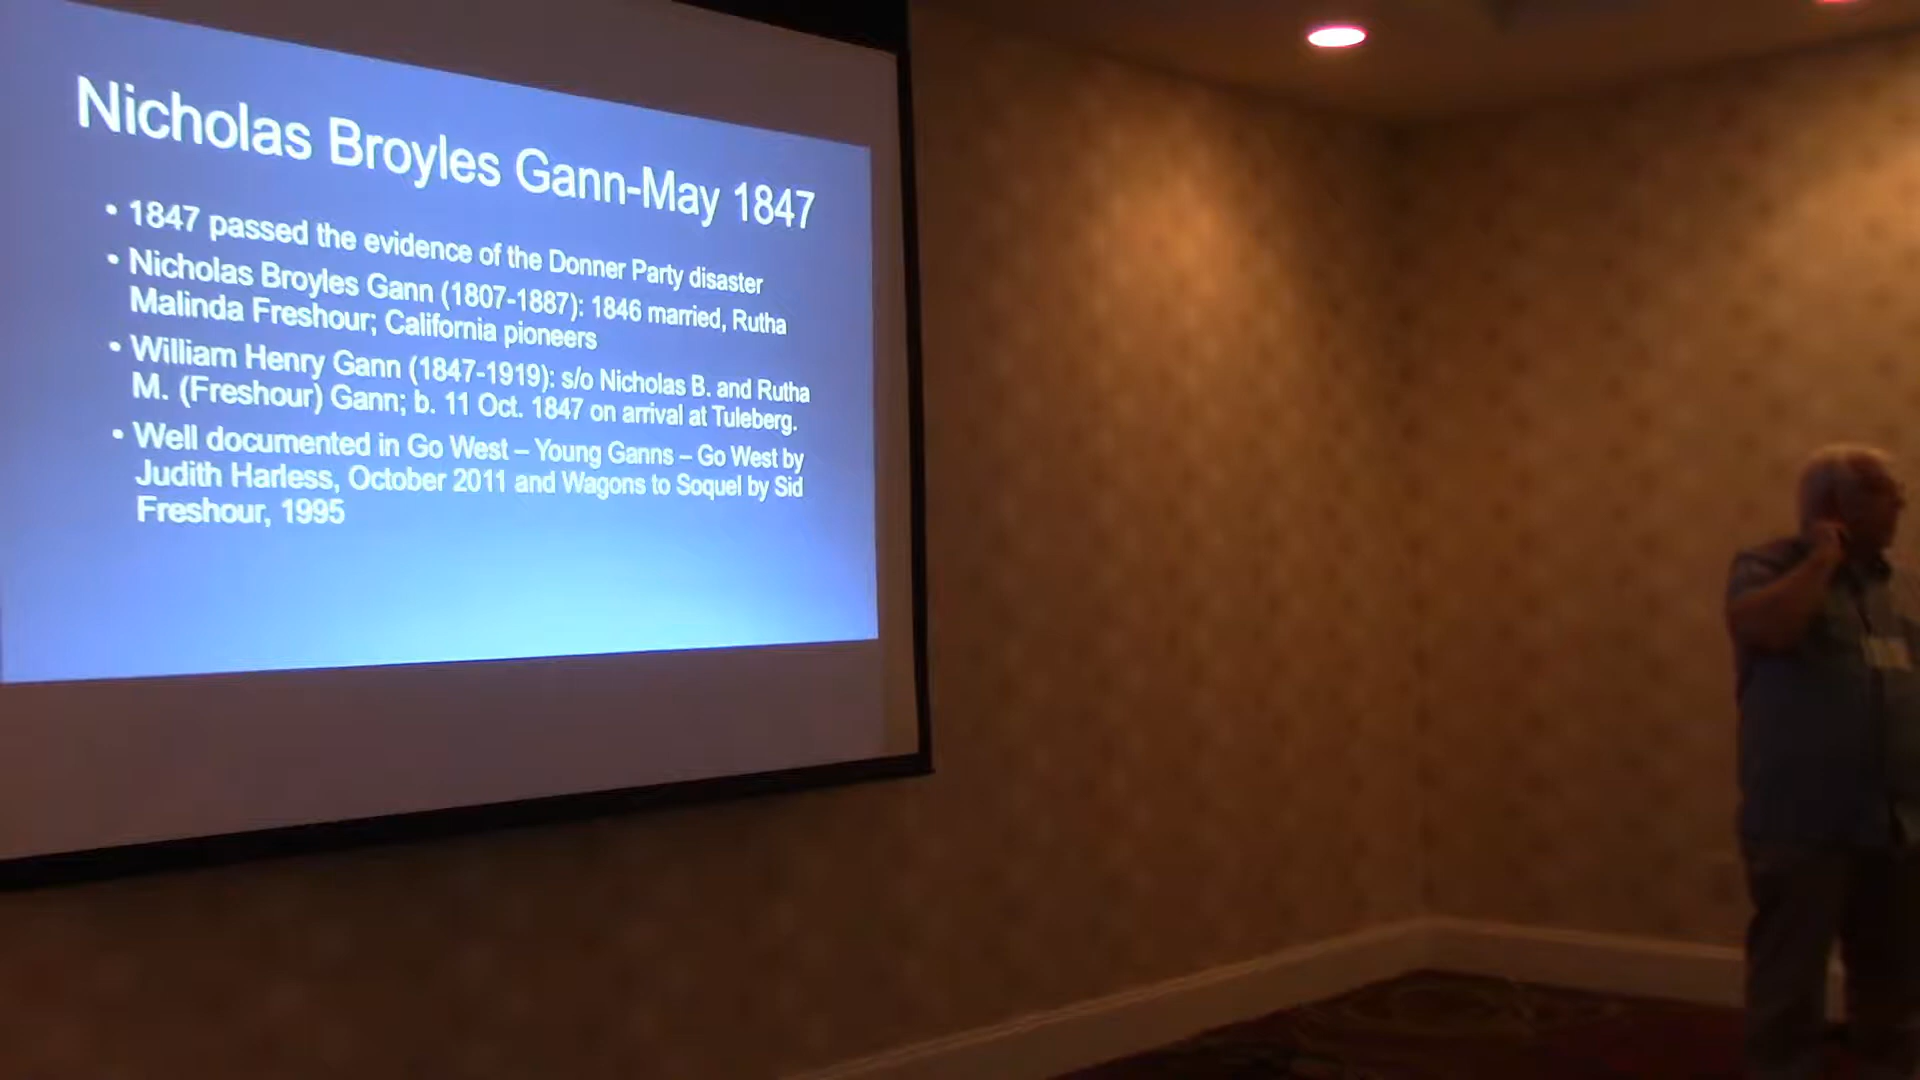 Nicholas Broyles Gann-May 1847
• 1847 passed the evidence of the Donner Party disaster
• Nicholas Broyles Gann (1807-1887): 1846 married, Rutha
Malinda Freshour; California pioneers
• William Henry Gann (1847-1919): s/o Nicholas B. and Rutha
M. (Freshour) Gann; b. 11 Oct. 1847 on arrival at Tuleberg.
• Well documented in Go West – Young Ganns – Go West by
Judith Harless, October 2011 and Wagons to Soquel by Sid
Freshour, 1995